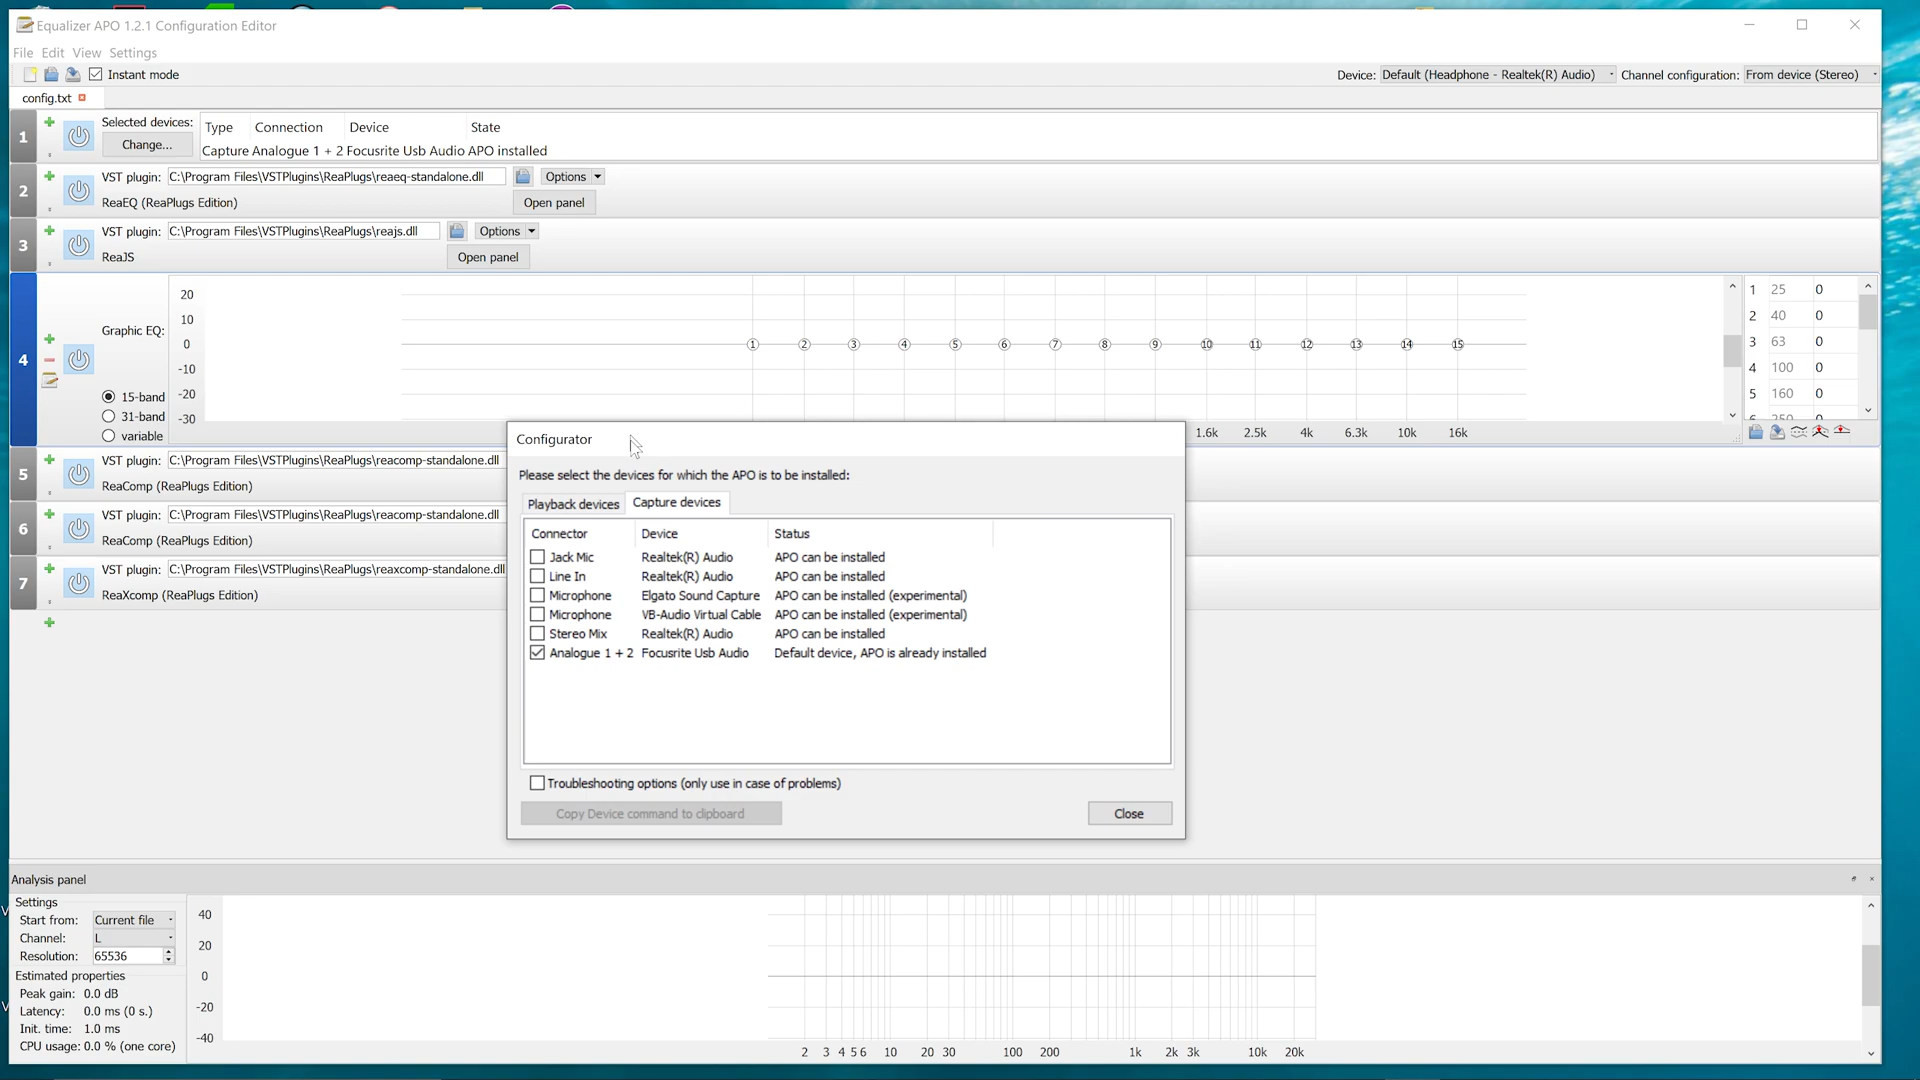 Equalizer APO 1.2.1 Configuration Editor
File Edit View Settings
Instant mode
Device: Default (Headphone - Realtek(R) Audio) Channel configuration: From device (Stereo)
config.txt
1
Selected devices:
Change...
Type Connection Device State
Capture Analogue 1 + 2 Focusrite Usb Audio APO installed
2
VST plugin: C:\Program Files\VSTPlugins\ReaPlugs\reaeq-standalone.dll Options
ReaEQ (ReaPlugs Edition) Open panel
3
VST plugin: C:\Program Files\VSTPlugins\ReaPlugs\reajs.dll Options
ReaJS Open panel
4
Graphic EQ:
15-band
31-band
variable
20
10
0
-10
-20
-30
1 2 3 4 5 6 7 8 9 10 11 12 13 14 15
1.6k 2.5k 4k 6.3k 10k 16k
1 25 0
2 40 0
3 63 0
4 100 0
5 160 0
6 250 0
5
VST plugin: C:\Program Files\VSTPlugins\ReaPlugs\reacomp-standalone.dll
ReaComp (ReaPlugs Edition)
6
VST plugin: C:\Program Files\VSTPlugins\ReaPlugs\reacomp-standalone.dll
ReaComp (ReaPlugs Edition)
7
VST plugin: C:\Program Files\VSTPlugins\ReaPlugs\reaxcomp-standalone.dll
ReaXcomp (ReaPlugs Edition)
Configurator
Please select the devices for which the APO is to be installed:
Playback devices Capture devices
Connector Device Status
Jack Mic Realtek(R) Audio APO can be installed
Line In Realtek(R) Audio APO can be installed
Microphone Elgato Sound Capture APO can be installed (experimental)
Microphone VB-Audio Virtual Cable APO can be installed (experimental)
Stereo Mix Realtek(R) Audio APO can be installed
Analogue 1 + 2 Focusrite Usb Audio Default device, APO is already installed
Troubleshooting options (only use in case of problems)
Copy Device command to clipboard Close
Analysis panel
Settings
Start from: Current file
Channel: L
Resolution: 65536
Estimated properties
Peak gain: 0.0 dB
Latency: 0.0 ms (0 s.)
Init. time: 1.0 ms
CPU usage: 0.0 % (one core)
40
20
0
-20
-40
2 3 4 5 6 10 20 30 100 200 1k 2k 3k 10k 20k